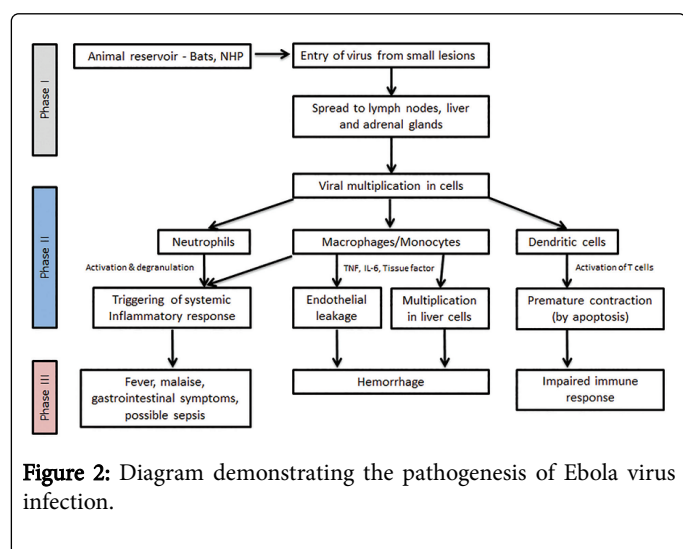 Phase I
Animal reservoir - Bats, NHP
Entry of virus from small lesions
Spread to lymph nodes, liver
and adrenal glands
Phase II
Viral multiplication in cells
Neutrophils
Macrophages/Monocytes
Dendritic cells
Activation & degranulation
TNF, IL-6, Tissue factor
Activation of T cells
Triggering of systemic
Inflammatory response
Endothelial
leakage
Multiplication
in liver cells
Premature contraction
(by apoptosis)
Phase III
Fever, malaise,
gastrointestinal symptoms,
possible sepsis
Hemorrhage
Impaired immune
response
Figure 2: Diagram demonstrating the pathogenesis of Ebola virus
infection.